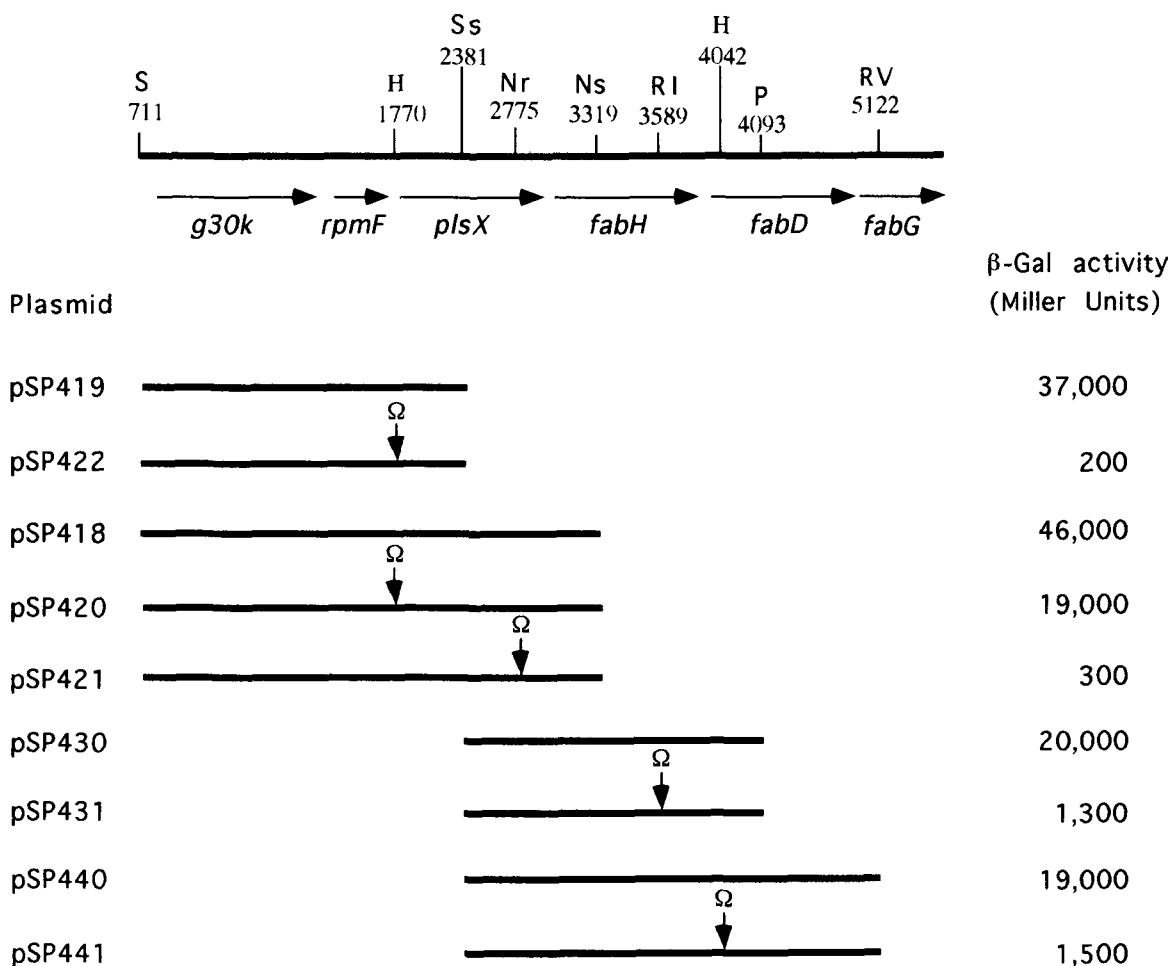 S
711
H
1770
Ss
2381
Nr
2775
Ns
3319
RI
3589
H
4042
P
4093
RV
5122
g30k rpmF plsX fabH fabD fabG
Plasmid
β-Gal activity
(Miller Units)
pSP419 37,000
Ω
pSP422 200
pSP418 46,000
Ω
pSP420 19,000
Ω
pSP421 300
pSP430 20,000
Ω
pSP431 1,300
pSP440 19,000
Ω
pSP441 1,500